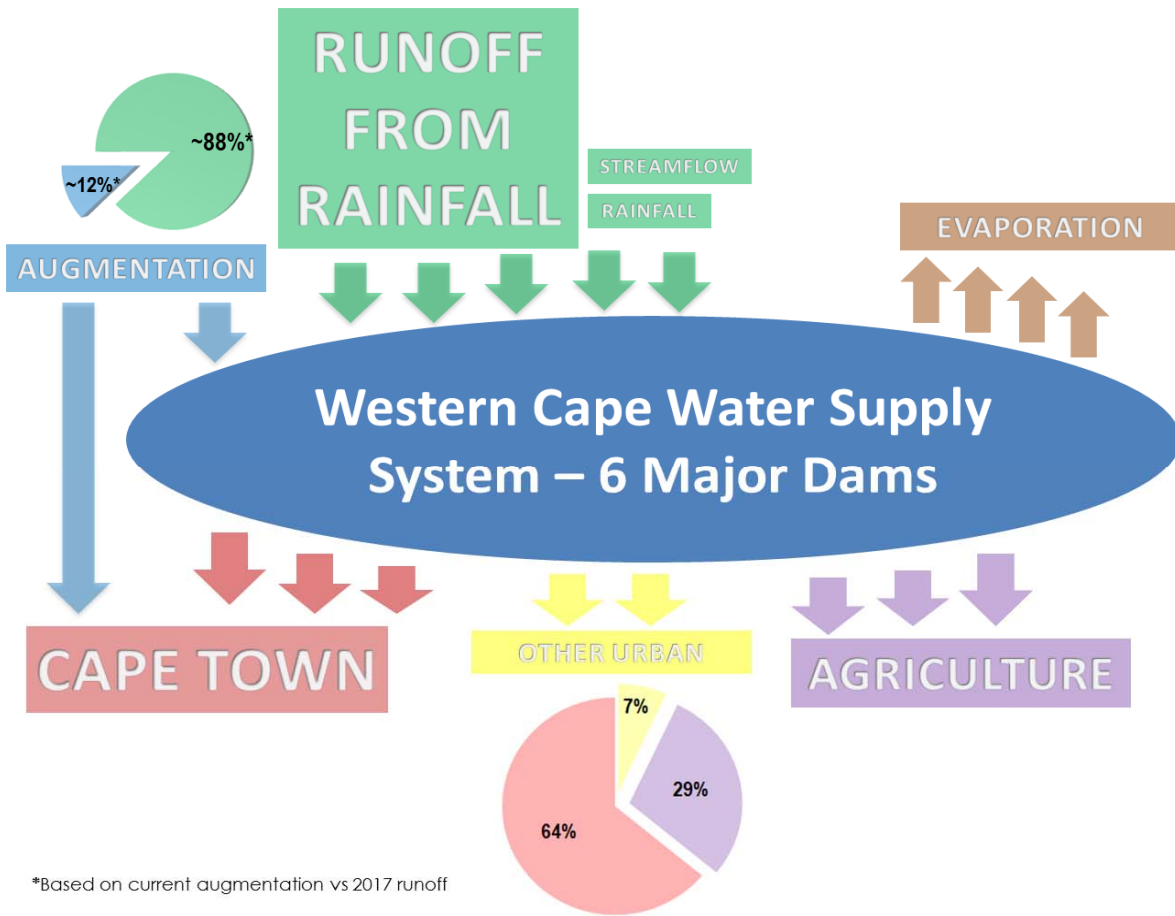 RUNOFF
FROM
RAINFALL
~88%*
~12%*
STREAMFLOW
RAINFALL
EVAPORATION
AUGMENTATION
Western Cape Water Supply
System – 6 Major Dams
CAPE TOWN
OTHER URBAN
AGRICULTURE
7%
29%
64%
*Based on current augmentation vs 2017 runoff